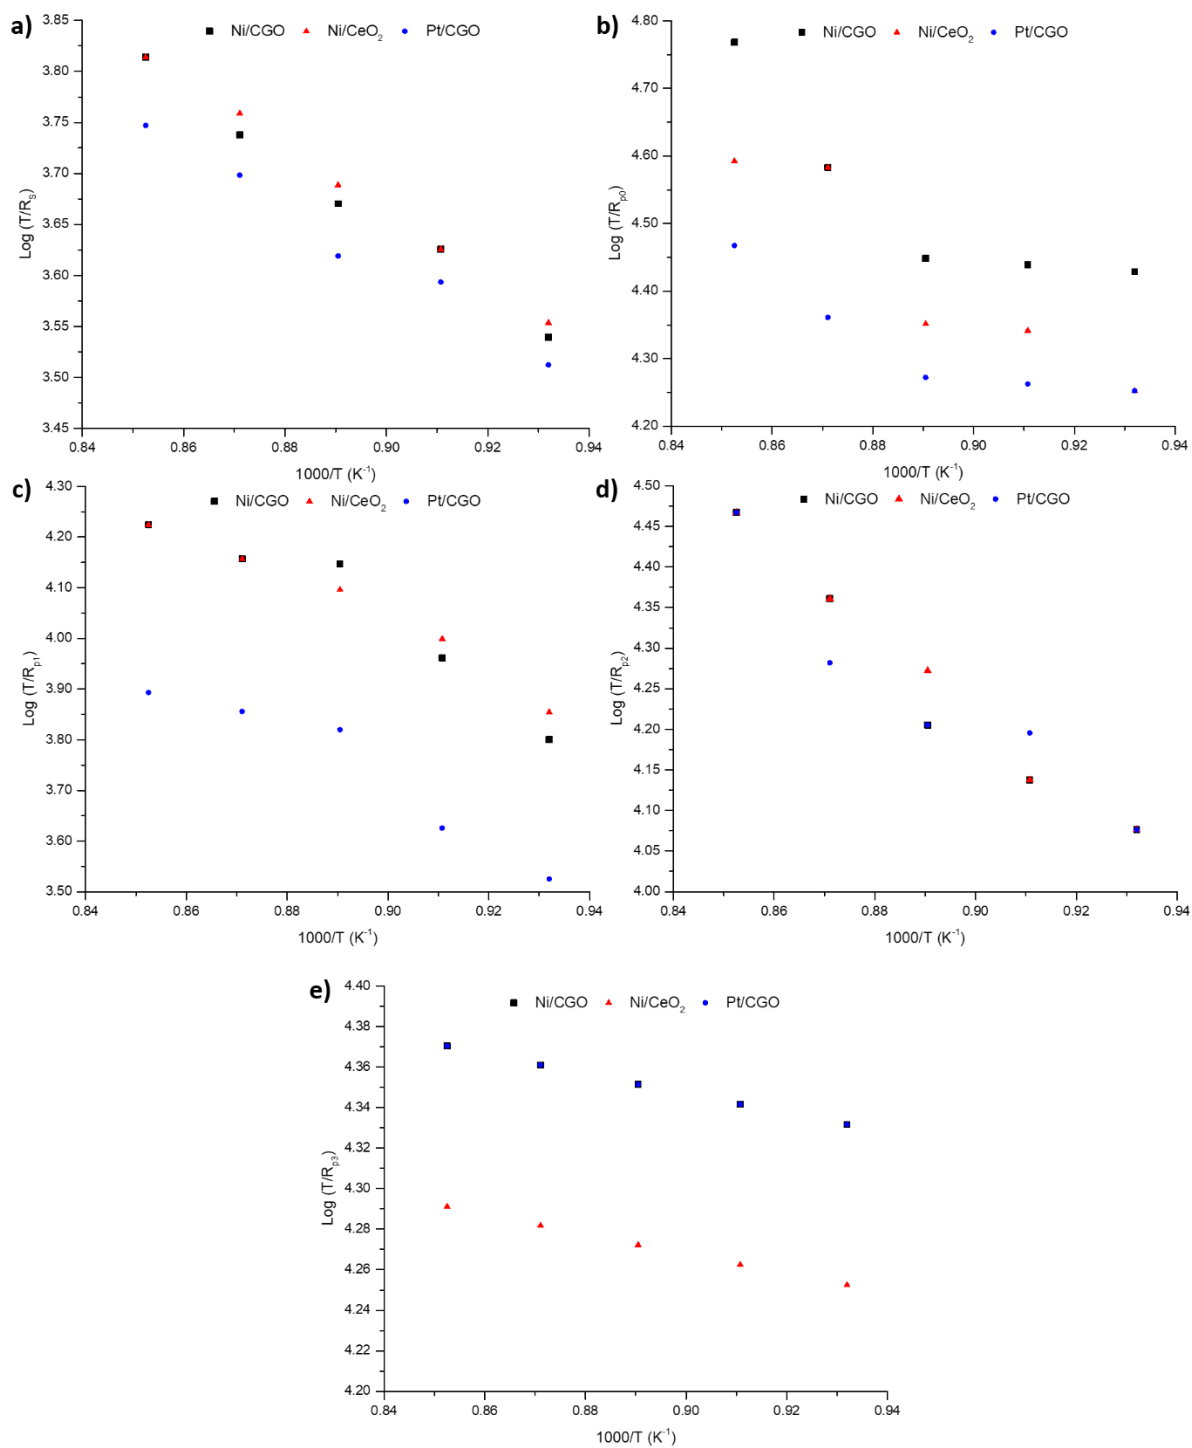 a)
Ni/CGO Ni/CeO₂ Pt/CGO
3.85
3.80
3.75
3.70
3.65
3.60
3.55
3.50
3.45
Log (T/Rₛ)
0.84 0.86 0.88 0.90 0.92 0.94
1000/T (K⁻¹)
b)
Ni/CGO Ni/CeO₂ Pt/CGO
4.80
4.70
4.60
4.50
4.40
4.30
4.20
Log (T/Rₚ₀)
0.84 0.86 0.88 0.90 0.92 0.94
1000/T (K⁻¹)
c)
Ni/CGO Ni/CeO₂ Pt/CGO
4.30
4.20
4.10
4.00
3.90
3.80
3.70
3.60
3.50
Log (T/Rₚ₁)
0.84 0.86 0.88 0.90 0.92 0.94
1000/T (K⁻¹)
d)
Ni/CGO Ni/CeO₂ Pt/CGO
4.50
4.45
4.40
4.35
4.30
4.25
4.20
4.15
4.10
4.05
4.00
Log (T/Rₚ₂)
0.84 0.86 0.88 0.90 0.92 0.94
1000/T (K⁻¹)
e)
Ni/CGO Ni/CeO₂ Pt/CGO
4.40
4.38
4.36
4.34
4.32
4.30
4.28
4.26
4.24
4.22
4.20
Log (T/Rₚ₃)
0.84 0.86 0.88 0.90 0.92 0.94
1000/T (K⁻¹)